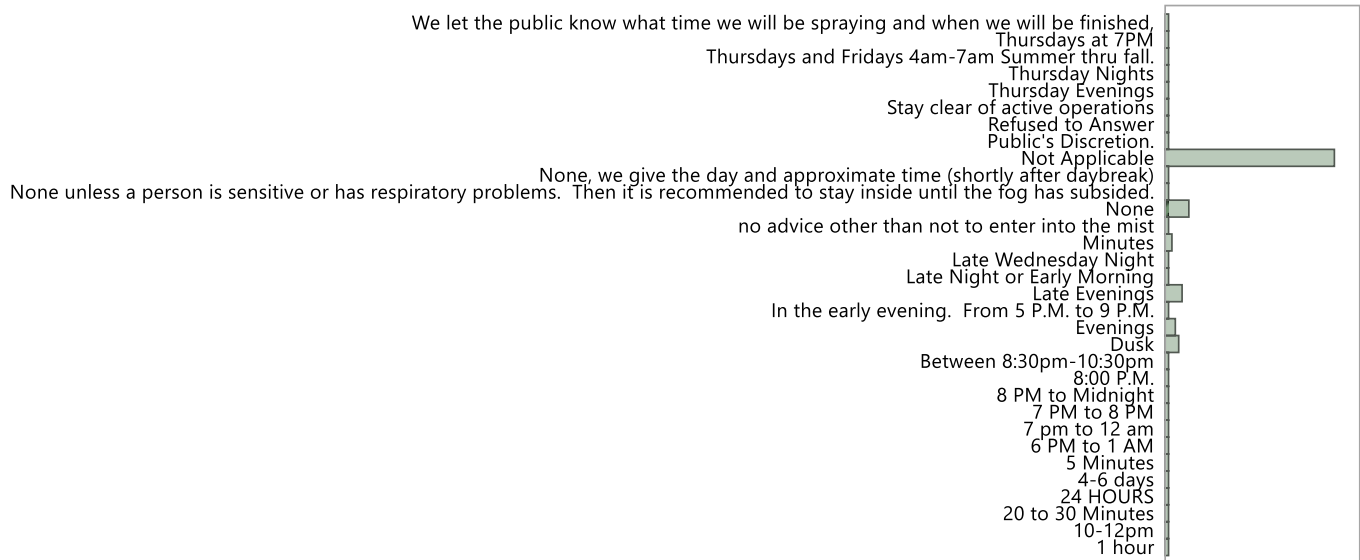 We let the public know what time we will be spraying and when we will be finished,
Thursdays at 7PM
Thursdays and Fridays 4am-7am Summer thru fall.
Thursday Nights
Thursday Evenings
Stay clear of active operations
Refused to Answer
Public's Discretion.
Not Applicable
None, we give the day and approximate time (shortly after daybreak)
None unless a person is sensitive or has respiratory problems.  Then it is recommended to stay inside until the fog has subsided.
None
no advice other than not to enter into the mist
Minutes
Late Wednesday Night
Late Night or Early Morning
Late Evenings
In the early evening.  From 5 P.M. to 9 P.M.
Evenings
Dusk
Between 8:30pm-10:30pm
8:00 P.M.
8 PM to Midnight
7 PM to 8 PM
7 pm to 12 am
6 PM to 1 AM
5 Minutes
4-6 days
24 HOURS
20 to 30 Minutes
10-12pm
1 hour